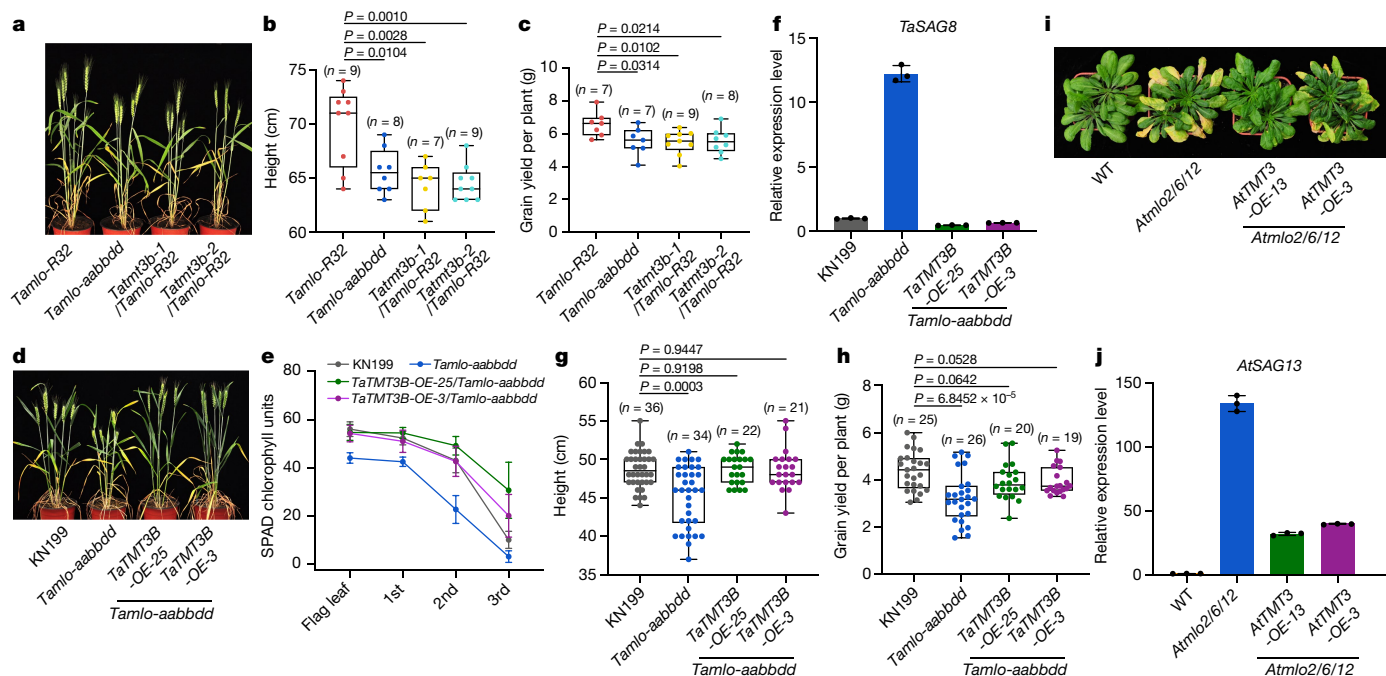 a
Tamlo-R32
Tamlo-aabbdd
Tatmt3b-1
/Tamlo-R32
Tatmt3b-2
/Tamlo-R32
b
P = 0.0010
P = 0.0028
P = 0.0104
75
70
65
60
Height (cm)
(n = 9)
(n = 8)
(n = 7)
(n = 9)
Tamlo-R32
Tamlo-aabbdd
Tatmt3b-1
/Tamlo-R32
Tatmt3b-2
/Tamlo-R32
c
P = 0.0214
P = 0.0102
P = 0.0314
10
8
6
4
2
0
Grain yield per plant (g)
(n = 7)
(n = 7)
(n = 9)
(n = 8)
Tamlo-R32
Tamlo-aabbdd
Tatmt3b-1
/Tamlo-R32
Tatmt3b-2
/Tamlo-R32
f
TaSAG8
15
10
5
0
Relative expression level
KN199
Tamlo-aabbdd
TaTMT3B
-OE-25
TaTMT3B
-OE-3
Tamlo-aabbdd
i
WT
Atmlo2/6/12
AtTMT3
-OE-13
AtTMT3
-OE-3
Atmlo2/6/12
d
KN199
Tamlo-aabbdd
TaTMT3B
-OE-25
TaTMT3B
-OE-3
Tamlo-aabbdd
e
KN199
Tamlo-aabbdd
TaTMT3B-OE-25/Tamlo-aabbdd
TaTMT3B-OE-3/Tamlo-aabbdd
80
60
40
20
0
SPAD chlorophyll units
Flag leaf
1st
2nd
3rd
g
P = 0.9447
P = 0.9198
P = 0.0003
60
55
50
45
40
35
Height (cm)
(n = 36)
(n = 34)
(n = 22)
(n = 21)
KN199
Tamlo-aabbdd
TaTMT3B
-OE-25
TaTMT3B
-OE-3
Tamlo-aabbdd
h
P = 0.0528
P = 0.0642
P = 6.8452 × 10⁻⁵
8
6
4
2
0
Grain yield per plant (g)
(n = 25)
(n = 26)
(n = 20)
(n = 19)
KN199
Tamlo-aabbdd
TaTMT3B
-OE-25
TaTMT3B
-OE-3
Tamlo-aabbdd
j
AtSAG13
150
100
50
0
Relative expression level
WT
Atmlo2/6/12
AtTMT3
-OE-13
AtTMT3
-OE-3
Atmlo2/6/12